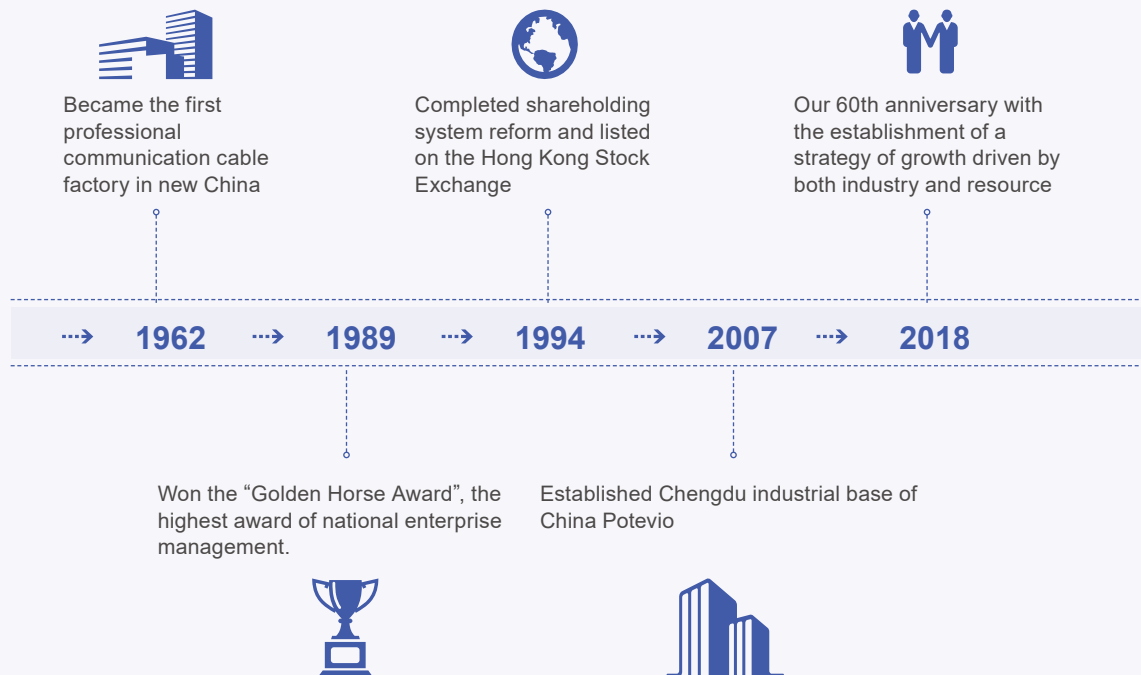 Became the first
professional
communication cable
factory in new China
Completed shareholding
system reform and listed
on the Hong Kong Stock
Exchange
Our 60th anniversary with
the establishment of a
strategy of growth driven by
both industry and resource
1962 1989 1994 2007 2018
Won the “Golden Horse Award”, the
highest award of national enterprise
management.
Established Chengdu industrial base of
China Potevio